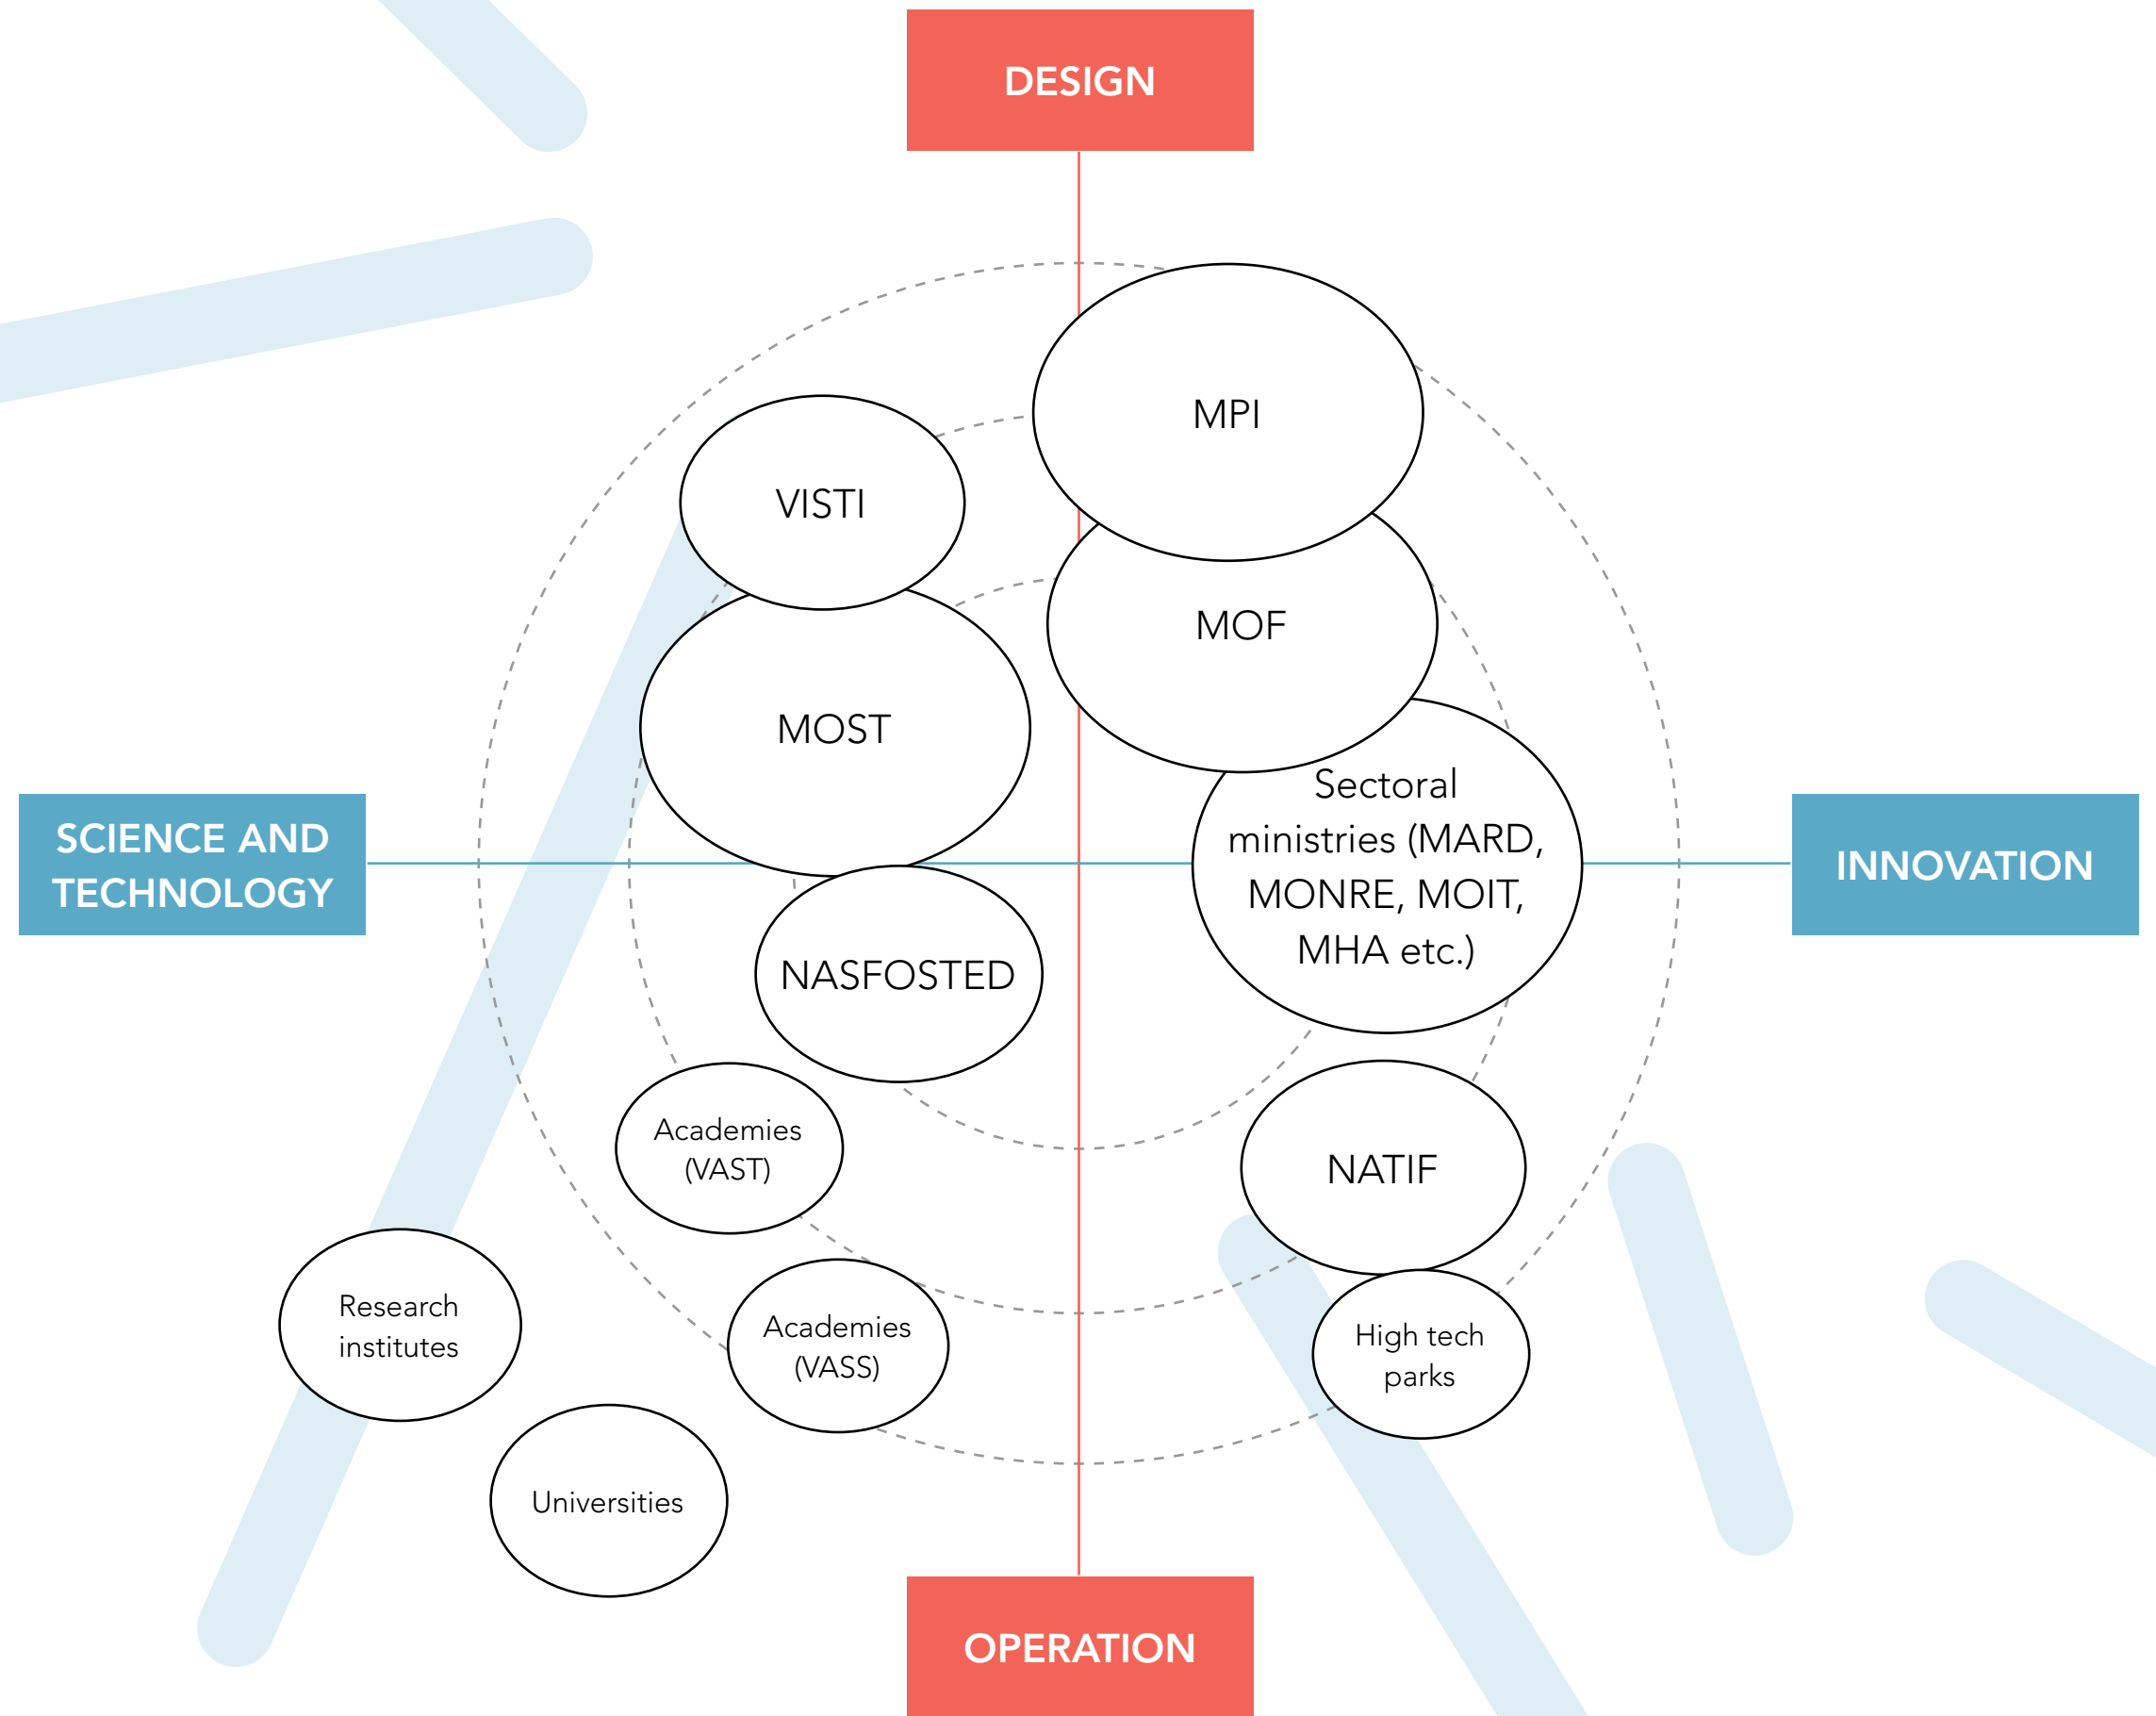 DESIGN
MPI
VISTI
MOF
MOST
Sectoral
ministries (MARD,
MONRE, MOIT,
MHA etc.)
SCIENCE AND
TECHNOLOGY
INNOVATION
NASFOSTED
Academies
(VAST)
NATIF
Research
institutes
Academies
(VASS)
High tech
parks
Universities
OPERATION